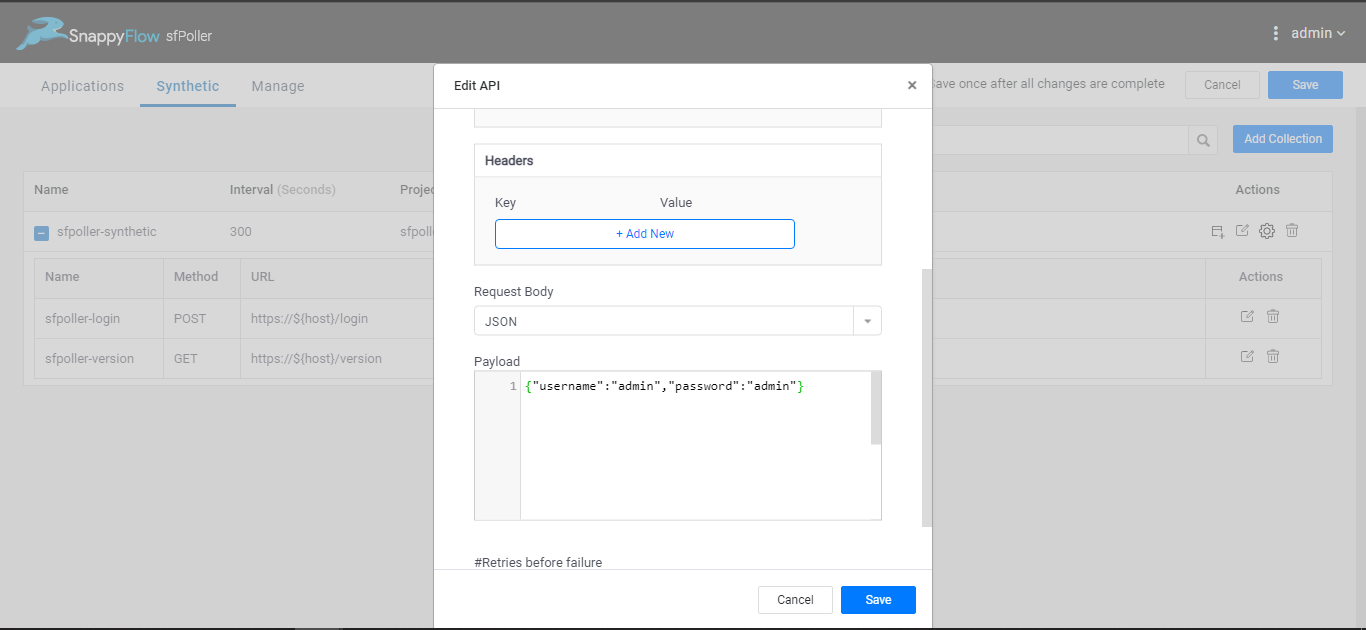 SnappyFlow sfPoller
admin
Applications
Synthetic
Manage
Save once after all changes are complete
Cancel
Save
Add Collection
Name
Interval (Seconds)
Projec
Actions
sfpoller-synthetic
300
sfpoll
Name
Method
URL
Actions
sfpoller-login
POST
https://${host}/login
sfpoller-version
GET
https://${host}/version
Edit API
×
Headers
Key
Value
+ Add New
Request Body
JSON
Payload
1
{"username":"admin","password":"admin"}
#Retries before failure
Cancel
Save